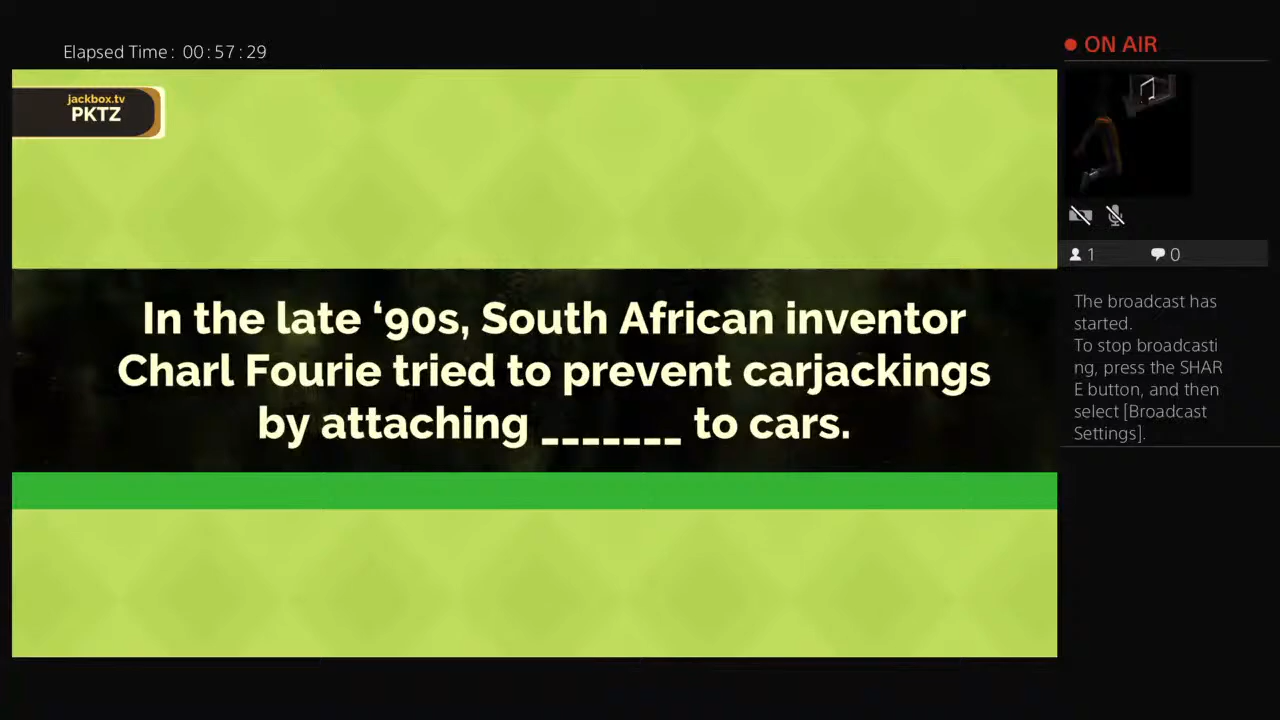 Elapsed Time: 00:57:29
ON AIR
jackbox.tv
PKTZ
1
0
In the late ‘90s, South African inventor
Charl Fourie tried to prevent carjackings
by attaching _______ to cars.
The broadcast has
started.
To stop broadcasti
ng, press the SHAR
E button, and then
select [Broadcast
Settings].